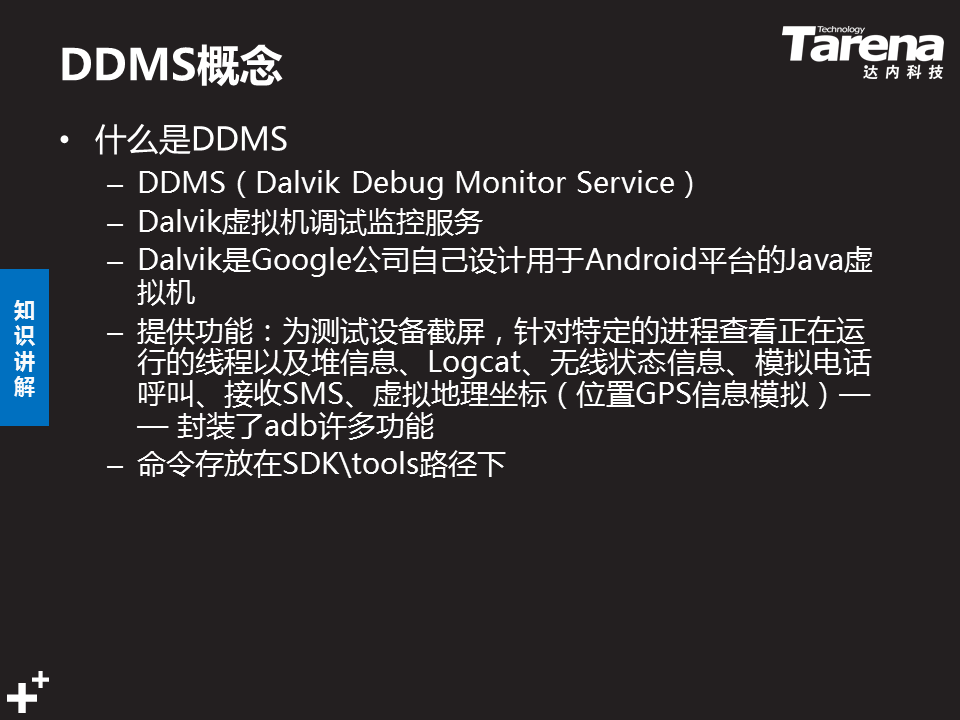 DDMS概念
Technology
Tarena
达内科技
• 什么是DDMS
– DDMS（Dalvik Debug Monitor Service）
– Dalvik虚拟机调试监控服务
– Dalvik是Google公司自己设计用于Android平台的Java虚
拟机
– 提供功能：为测试设备截屏，针对特定的进程查看正在运
行的线程以及堆信息、Logcat、无线状态信息、模拟电话
呼叫、接收SMS、虚拟地理坐标（位置GPS信息模拟）—
— 封装了adb许多功能
– 命令存放在SDK\tools路径下
知
识
讲
解